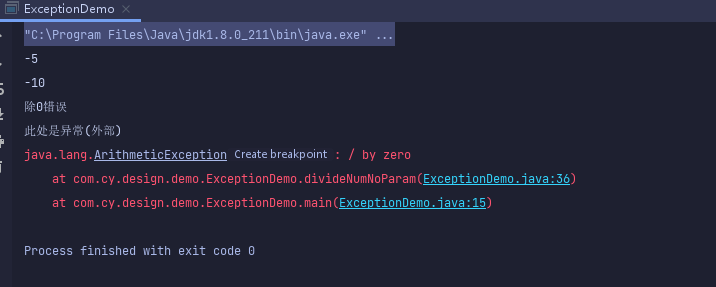 ExceptionDemo ×
"C:\Program Files\Java\jdk1.8.0_211\bin\java.exe" ...
-5
-10
除0错误
此处是异常(外部)
java.lang.ArithmeticException Create breakpoint : / by zero
    at com.cy.design.demo.ExceptionDemo.divideNumNoParam(ExceptionDemo.java:36)
    at com.cy.design.demo.ExceptionDemo.main(ExceptionDemo.java:15)
Process finished with exit code 0